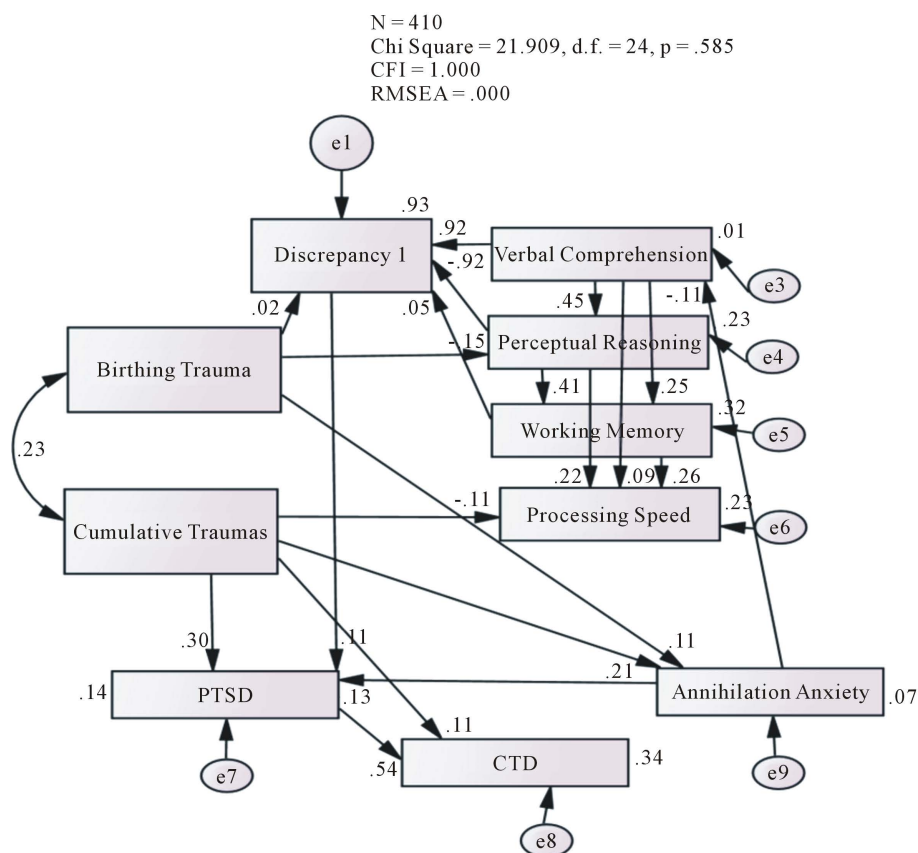 N = 410
Chi Square = 21.909, d.f. = 24, p = .585
CFI = 1.000
RMSEA = .000
e1
.93
.92
Discrepancy 1
Verbal Comprehension
.01
-.92
e3
.02
.05
.45
-.11
.23
Birthing Trauma
-.15
Perceptual Reasoning
e4
.41
.25
.32
Working Memory
e5
.23
.22
.09
.26
Cumulative Traumas
-.11
Processing Speed
.23
e6
.30
.11
.11
.21
.14
PTSD
.13
Annihilation Anxiety
.07
.11
e7
.54
CTD
.34
e9
e8